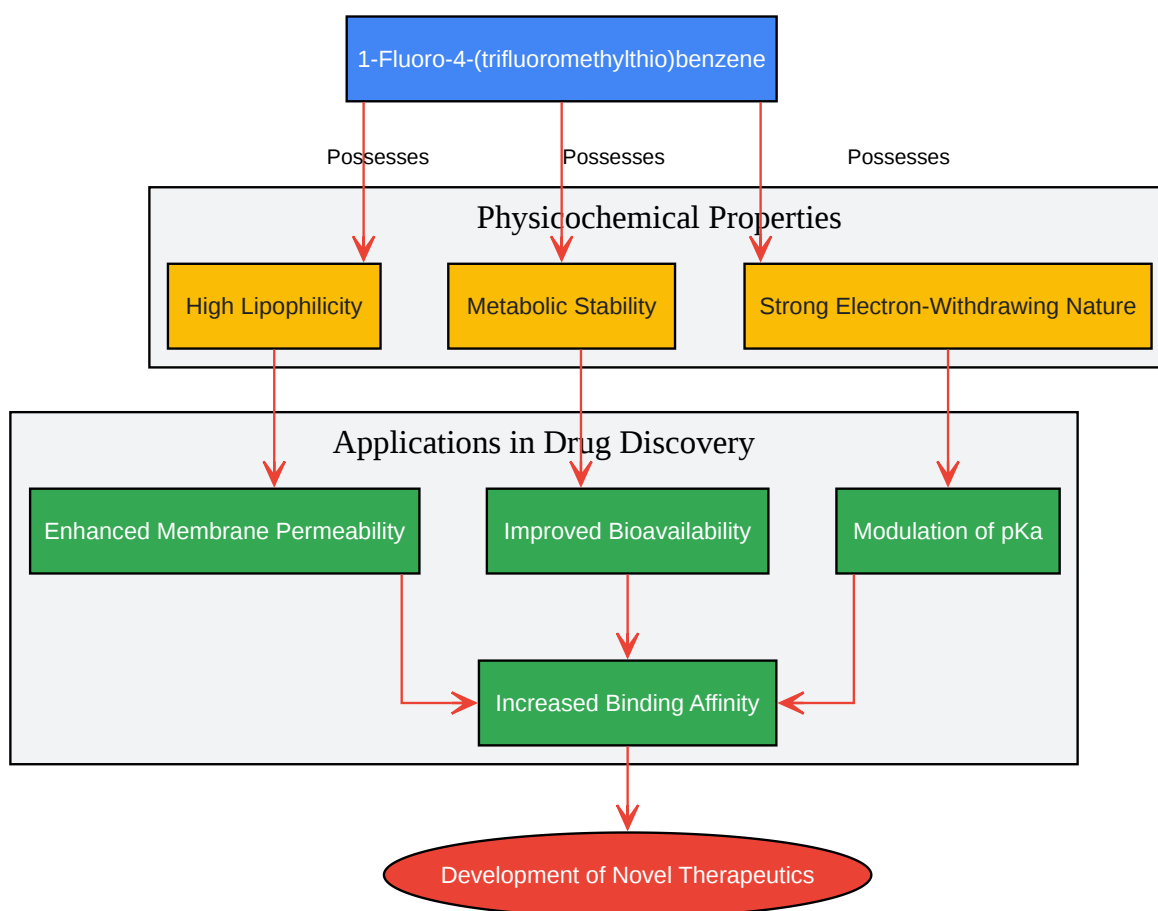 1-Fluoro-4-(trifluoromethylthio)benzene
Possesses
Possesses
Possesses
Physicochemical Properties
High Lipophilicity
Metabolic Stability
Strong Electron-Withdrawing Nature
Applications in Drug Discovery
Enhanced Membrane Permeability
Improved Bioavailability
Modulation of pKa
Increased Binding Affinity
Development of Novel Therapeutics